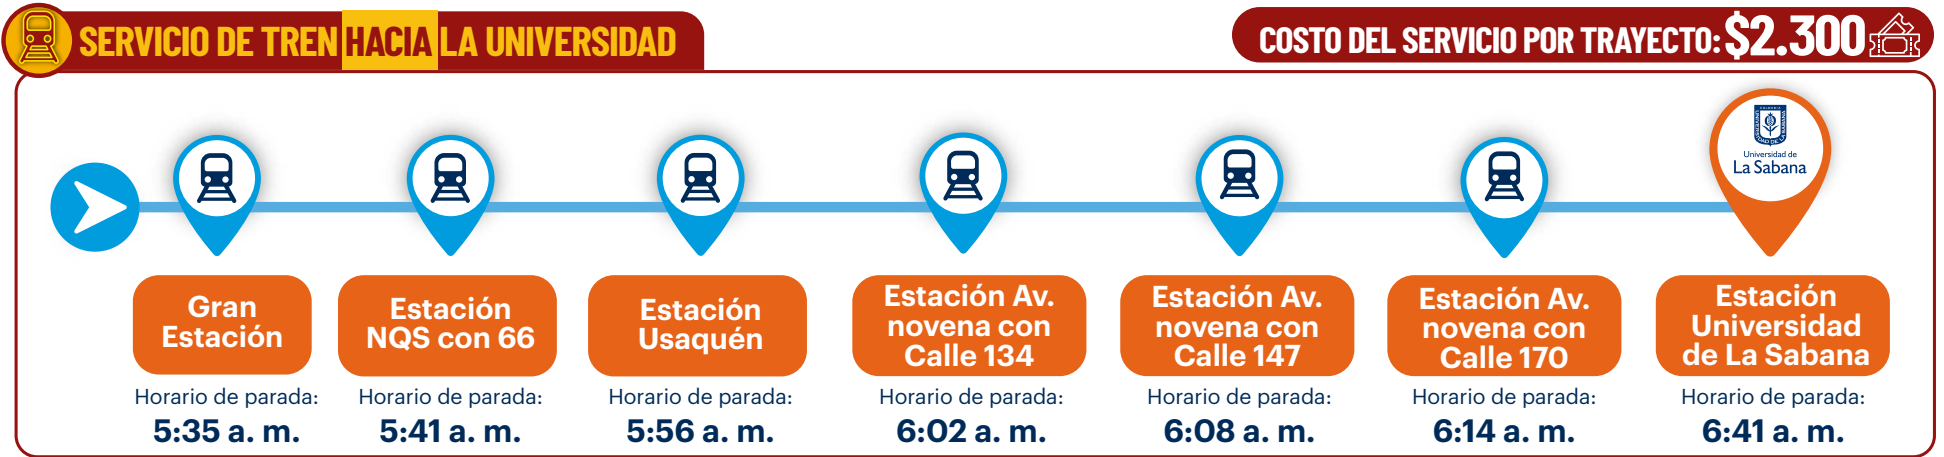 SERVICIO DE TREN HACIA LA UNIVERSIDAD
COSTO DEL SERVICIO POR TRAYECTO: $2.300
Universidad de
La Sabana
Gran
Estación
Horario de parada:
5:35 a. m.
Estación
NQS con 66
Horario de parada:
5:41 a. m.
Estación
Usaquén
Horario de parada:
5:56 a. m.
Estación Av.
novena con
Calle 134
Horario de parada:
6:02 a. m.
Estación Av.
novena con
Calle 147
Horario de parada:
6:08 a. m.
Estación Av.
novena con
Calle 170
Horario de parada:
6:14 a. m.
Estación
Universidad
de La Sabana
Horario de parada:
6:41 a. m.